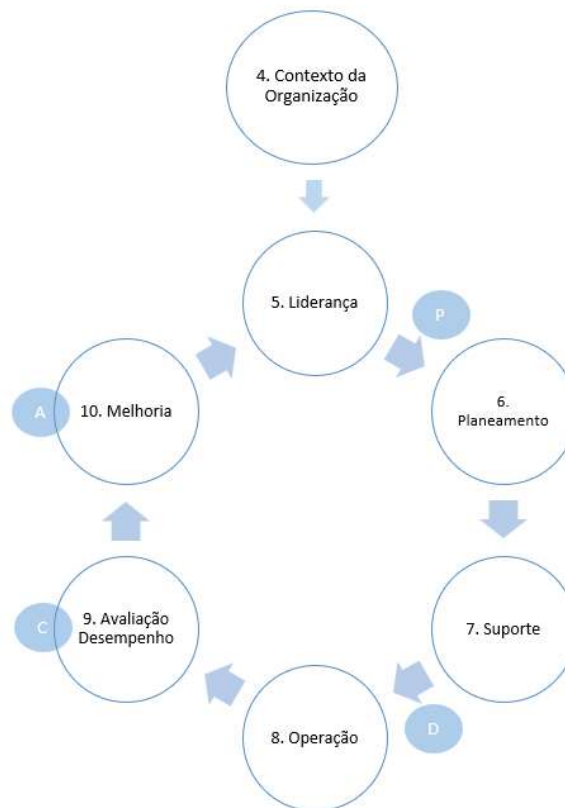 4. Contexto da
Organização
5. Liderança
P
6.
Planeamento
7. Suporte
D
8. Operação
9. Avaliação
Desempenho
C
10. Melhoria
A